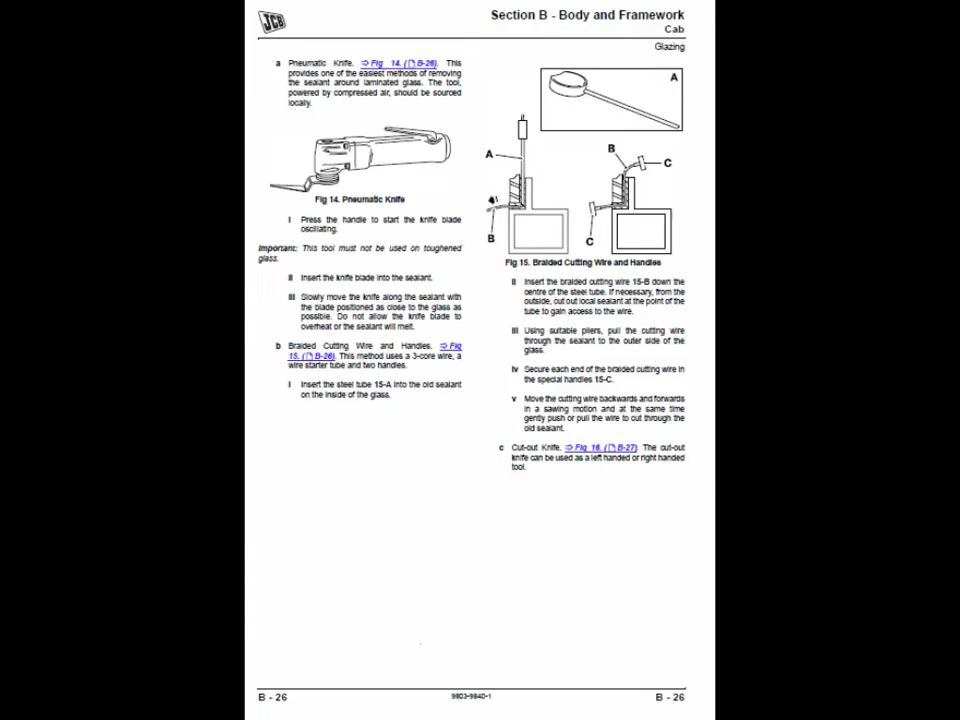 JCB
Section B - Body and Framework
Cab
Glazing
a Pneumatic Knife. ⇒ Fig 14. (B-26). This
provides one of the easiest methods of removing
the sealant around laminated glass. The tool,
powered by compressed air, should be sourced
locally.
Fig 14. Pneumatic Knife
i Press the handle to start the knife blade
oscillating.
Important: This tool must not be used on toughened
glass.
ii Insert the knife blade into the sealant.
iii Slowly move the knife along the sealant with
the blade positioned as close to the glass as
possible. Do not allow the knife blade to
overheat or the sealant will melt.
b Braided Cutting Wire and Handles. ⇒ Fig
15. (B-26). This method uses a 3-core wire, a
wire starter tube and two handles.
i Insert the steel tube 15-A into the old sealant
on the inside of the glass.
A
A
B
B
C
C
Fig 15. Braided Cutting Wire and Handles
ii Insert the braided cutting wire 15-B down the
centre of the steel tube. If necessary, from the
outside, cut out local sealant at the point of the
tube to gain access to the wire.
iii Using suitable pliers, pull the cutting wire
through the sealant to the outer side of the
glass.
iv Secure each end of the braided cutting wire in
the special handles 15-C.
v Move the cutting wire backwards and forwards
in a sawing motion and at the same time
gently push or pull the wire to cut through the
old sealant.
c Cut-out Knife. ⇒ Fig 16. (B-27). The cut-out
knife can be used as a left handed or right handed
tool.
B - 26
9803-9840-1
B - 26